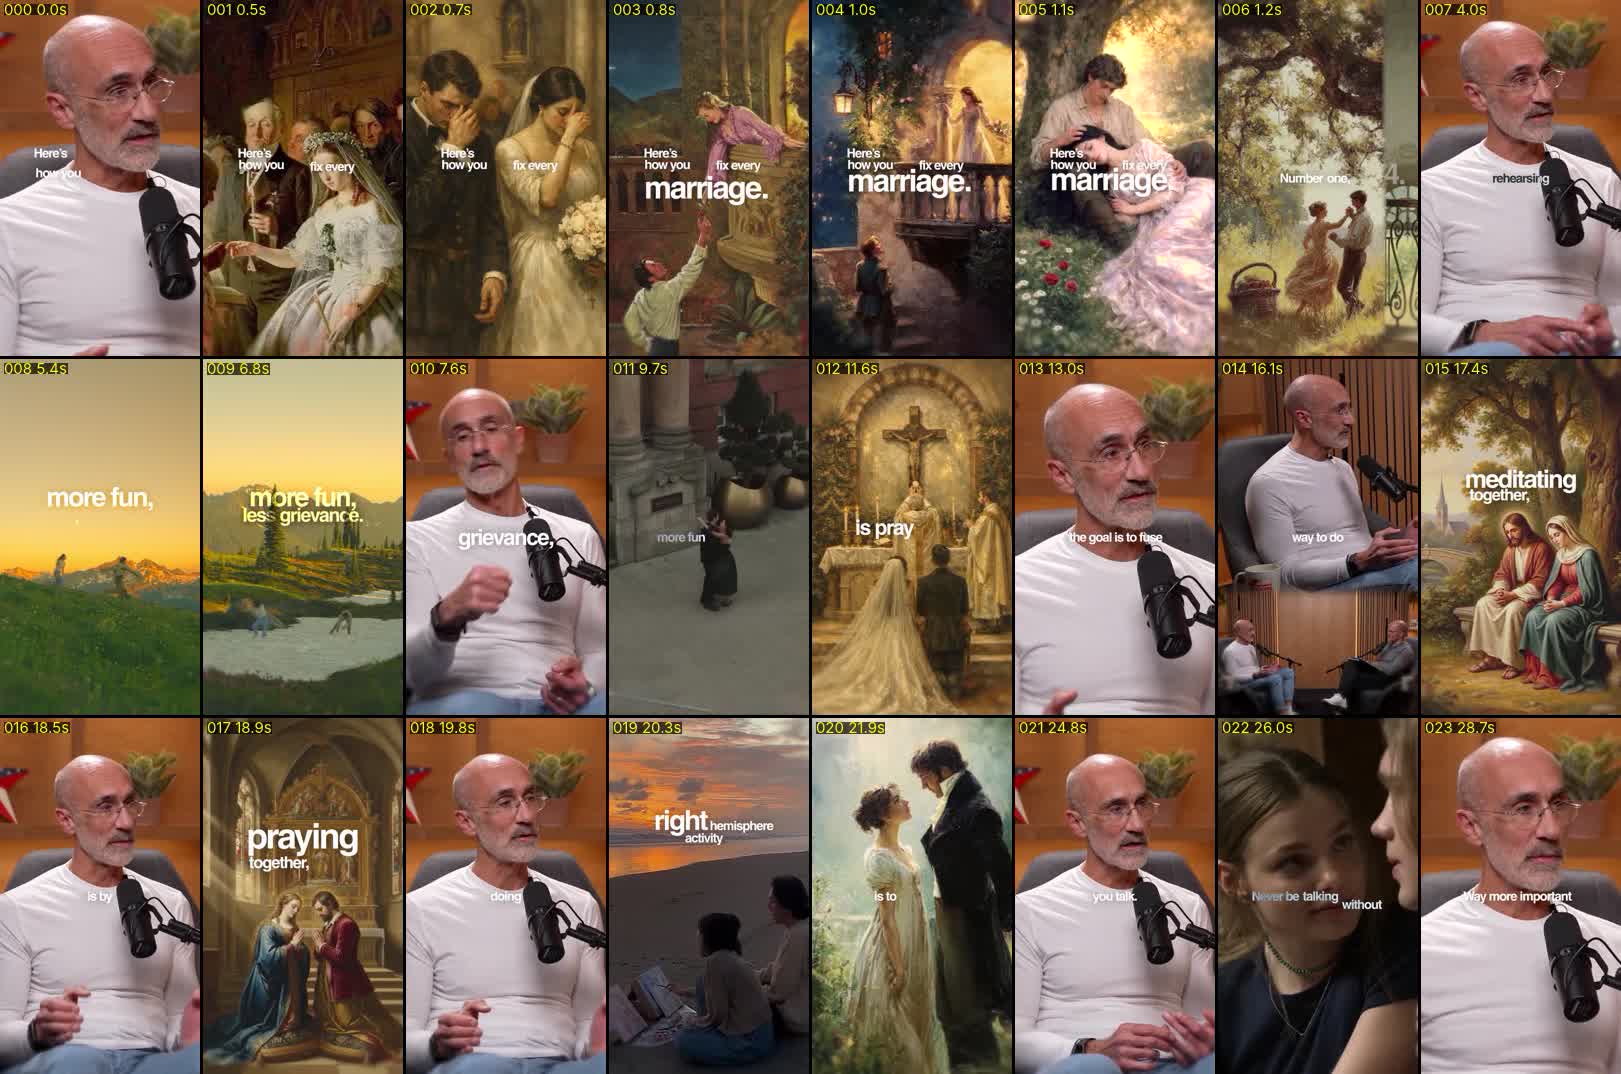 000 0.0s
Here's
how you
001 0.5s
Here's
how you fix every
002 0.7s
Here's
how you fix every
003 0.8s
Here's
how you fix every
marriage.
004 1.0s
Here's
how you fix every
marriage.
005 1.1s
Here's
how you fix every
marriage.
006 1.2s
Number one,
4.
007 4.0s
rehearsing
008 5.4s
more fun,
009 6.8s
more fun,
less grievance.
010 7.6s
grievance,
011 9.7s
more fun
012 11.6s
is pray
013 13.0s
the goal is to fuse
014 16.1s
way to do
015 17.4s
meditating
together,
016 18.5s
is by
017 18.9s
praying
together,
018 19.8s
doing
019 20.3s
right hemisphere
activity
020 21.9s
is to
021 24.8s
you talk.
022 26.0s
Never be talking
without
023 28.7s
Way more important